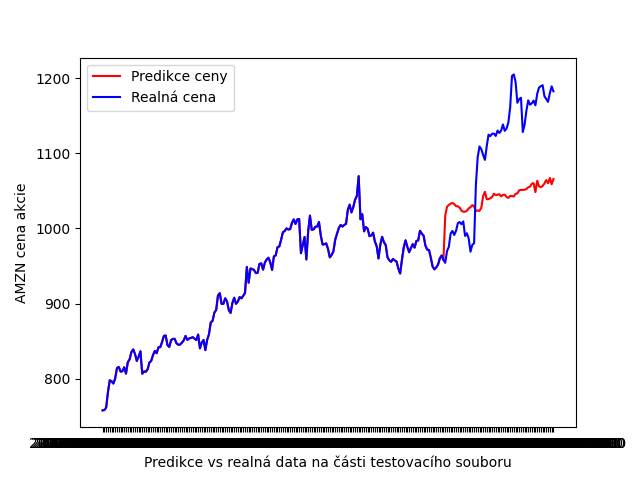 Predikce ceny
Realná cena
1200
1100
1000
900
800
AMZN cena akcie
Predikce vs realná data na části testovacího souboru